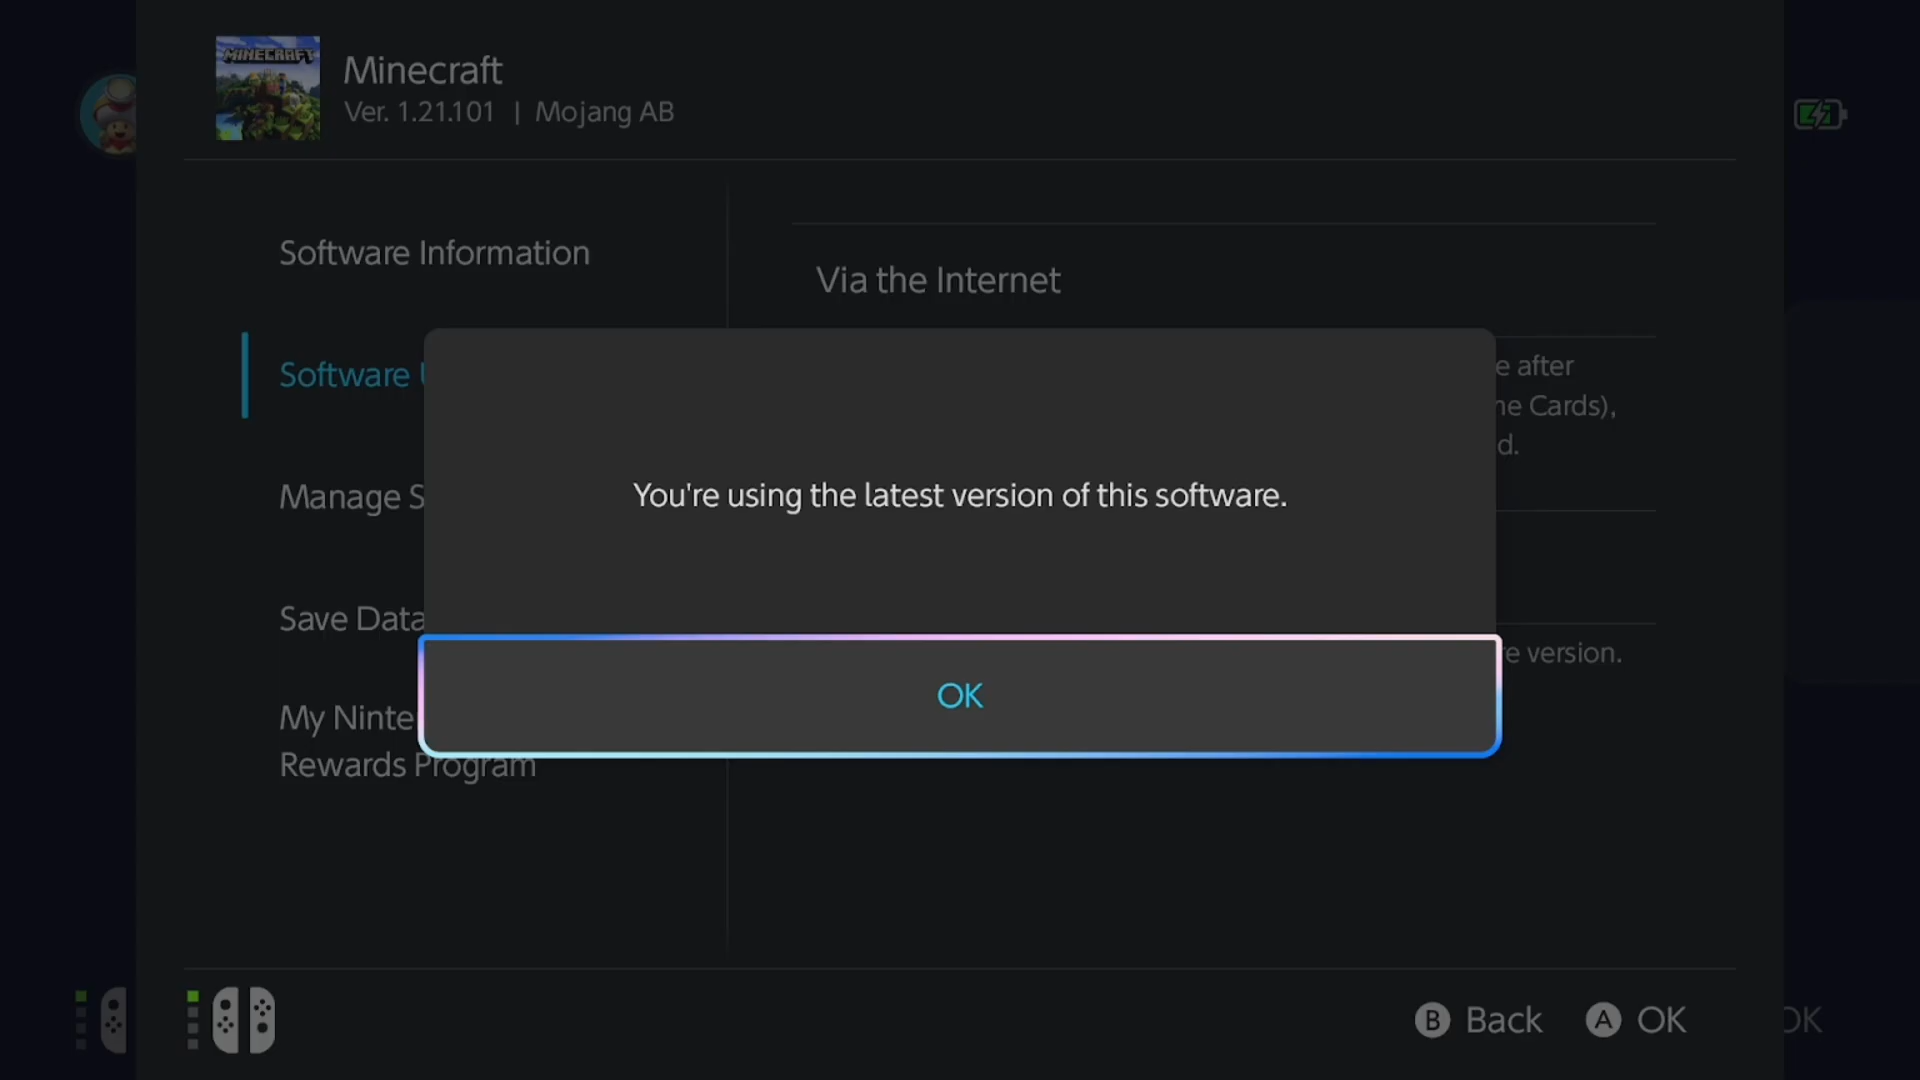 MINECRAFT
Minecraft
Ver. 1.21.101 | Mojang AB
Software Information
Via the Internet
Software
e after
ne Cards),
d.
Manage S
You're using the latest version of this software.
Save Data
e version.
OK
My Ninte
Rewards Program
B Back A OK
OK